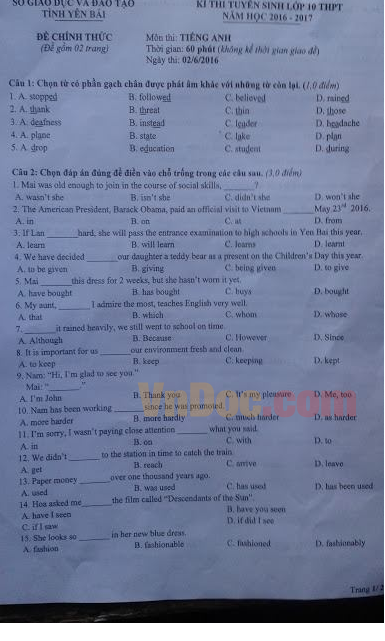 SỞ GIÁO DỤC VÀ ĐÀO TẠO
TỈNH YÊN BÁI
KÌ THI TUYỂN SINH LỚP 10 THPT
NĂM HỌC 2016 - 2017
ĐỀ CHÍNH THỨC
(Đề gồm 02 trang)
Môn thi: TIẾNG ANH
Thời gian: 60 phút (không kể thời gian giao đề)
Ngày thi: 02/6/2016
Câu 1: Chọn từ có phần gạch chân được phát âm khác với những từ còn lại. (1,0 điểm)
1. A. stopped B. followed C. believed D. rained
2. A. thank B. threat C. thin D. those
3. A. deafness B. instead C. leader D. headache
4. A. plane B. state C. lake D. plan
5. A. drop B. education C. student D. during
Câu 2: Chọn đáp án đúng để điền vào chỗ trống trong các câu sau. (3,0 điểm)
1. Mai was old enough to join in the course of social skills, ______?
A. wasn't she B. isn't she C. didn't she D. won't she
2. The American President, Barack Obama, paid an official visit to Vietnam ______ May 23rd 2016.
A. in B. on C. at D. from
3. If Lan ______ hard, she will pass the entrance examination to high schools in Yen Bai this year.
A. learn B. will learn C. learns D. learnt
4. We have decided ______ our daughter a teddy bear as a present on the Children's Day this year.
A. to be given B. giving C. being given D. to give
5. Mai ______ this dress for 2 weeks, but she hasn't worn it yet.
A. have bought B. has bought C. buys D. bought
6. My aunt, ______ I admire the most, teaches English very well.
A. that B. which C. whom D. whose
7. ______ it rained heavily, we still went to school on time.
A. Although B. Because C. However D. Since
8. It is important for us ______ our environment fresh and clean.
A. to keep B. keep C. keeping D. kept
9. Nam: "Hi, I'm glad to see you."
Mai: "______."
A. I'm John B. Thank you C. It's my pleasure D. Me, too
10. Nam has been working ______ since he was promoted.
A. more harder B. more hardly C. much harder D. as harder
11. I'm sorry, I wasn't paying close attention ______ what you said.
A. in B. on C. with D. to
12. We didn't ______ to the station in time to catch the train.
A. get B. reach C. arrive D. leave
13. Paper money ______ over one thousand years ago.
A. used B. was used C. has used D. has been used
14. Hoa asked me ______ the film called "Descendants of the Sun".
A. have I seen B. have you seen
C. if I saw D. if did I see
15. She looks so ______ in her new blue dress.
A. fashion B. fashionable C. fashioned D. fashionably
VnDoc.com
Trang 1/2